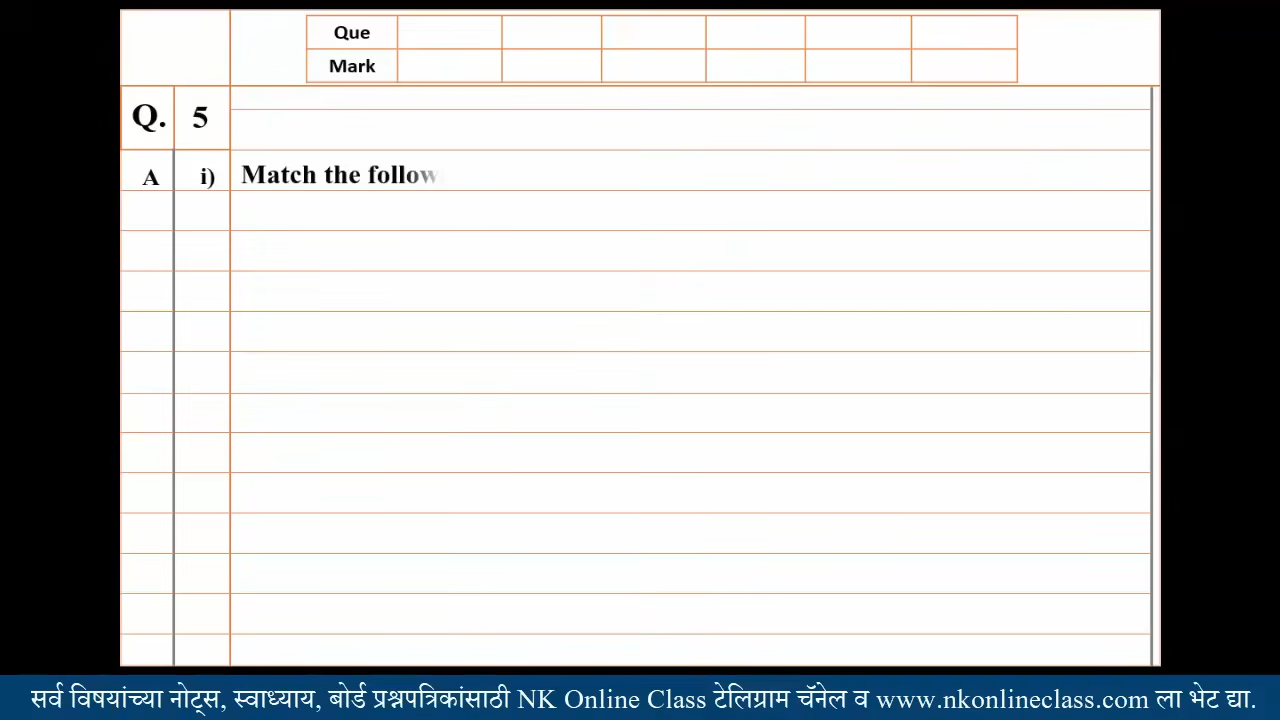 Que
Mark
Q. 5
A i) Match the follow
सर्व विषयांच्या नोट्स, स्वाध्याय, बोर्ड प्रश्नपत्रिकांसाठी NK Online Class टेलिग्राम चॅनेल व www.nkonlineclass.com ला भेट द्या.